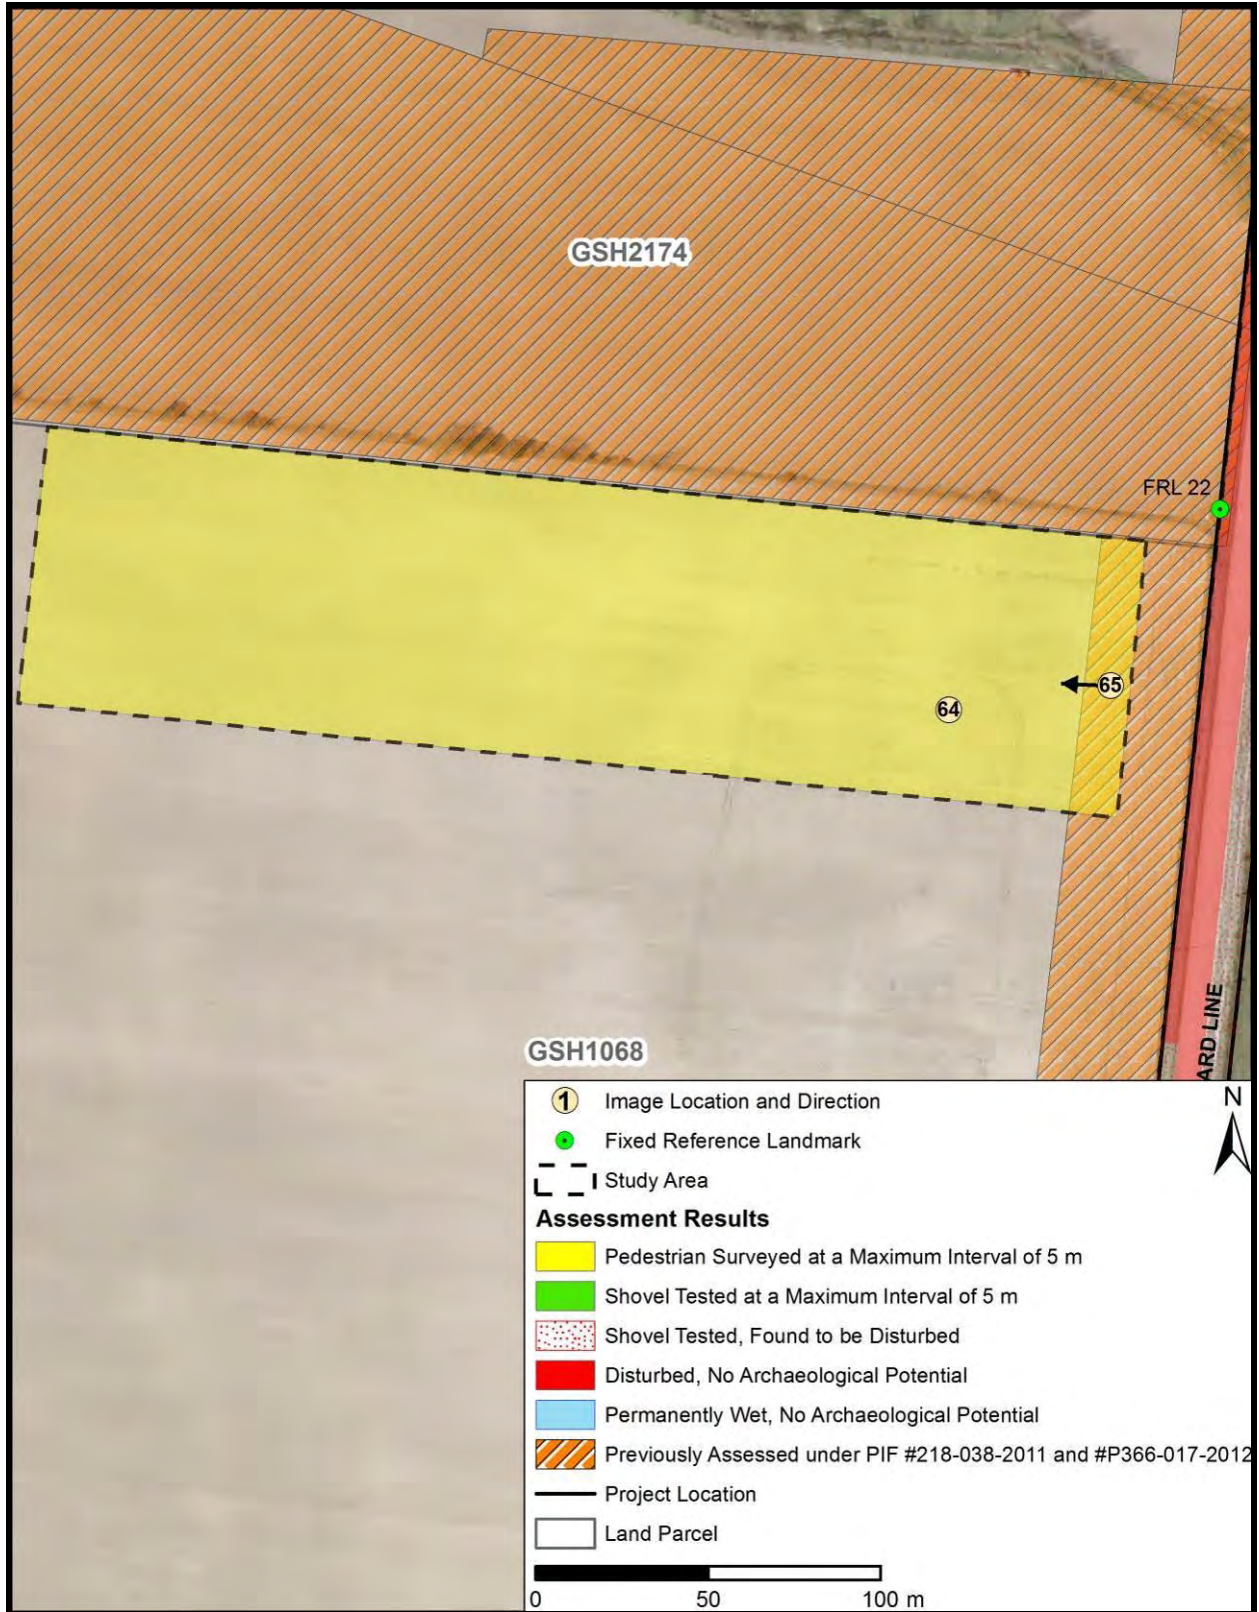 GSH2174
FRL 22
65
64
GSH1068
ARD LINE
1 Image Location and Direction
N
Fixed Reference Landmark
Study Area
Assessment Results
Pedestrian Surveyed at a Maximum Interval of 5 m
Shovel Tested at a Maximum Interval of 5 m
Shovel Tested, Found to be Disturbed
Disturbed, No Archaeological Potential
Permanently Wet, No Archaeological Potential
Previously Assessed under PIF #218-038-2011 and #P366-017-2012
Project Location
Land Parcel
0 50 100 m